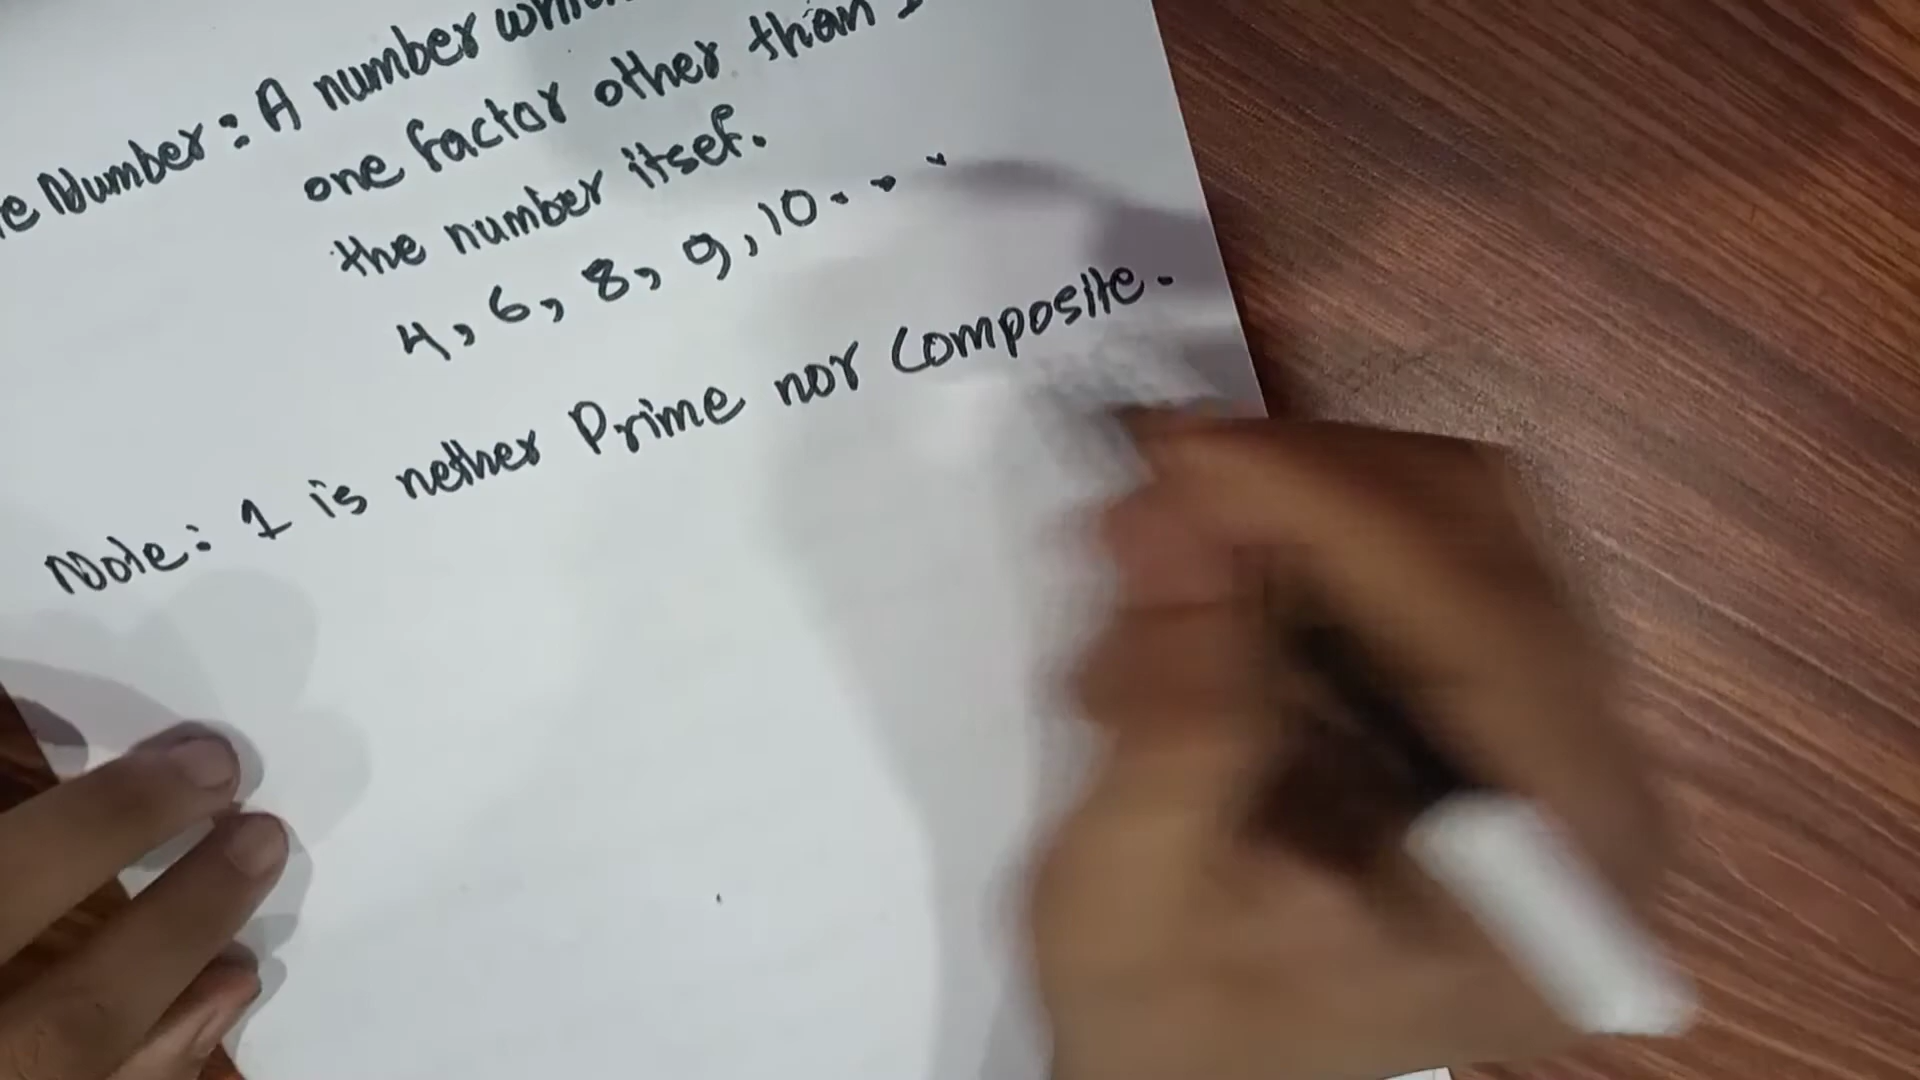 e Number: A number
one factor other than
the number itsef.
4, 6, 8, 9, 10....
Note: 1 is nether Prime nor Composite.